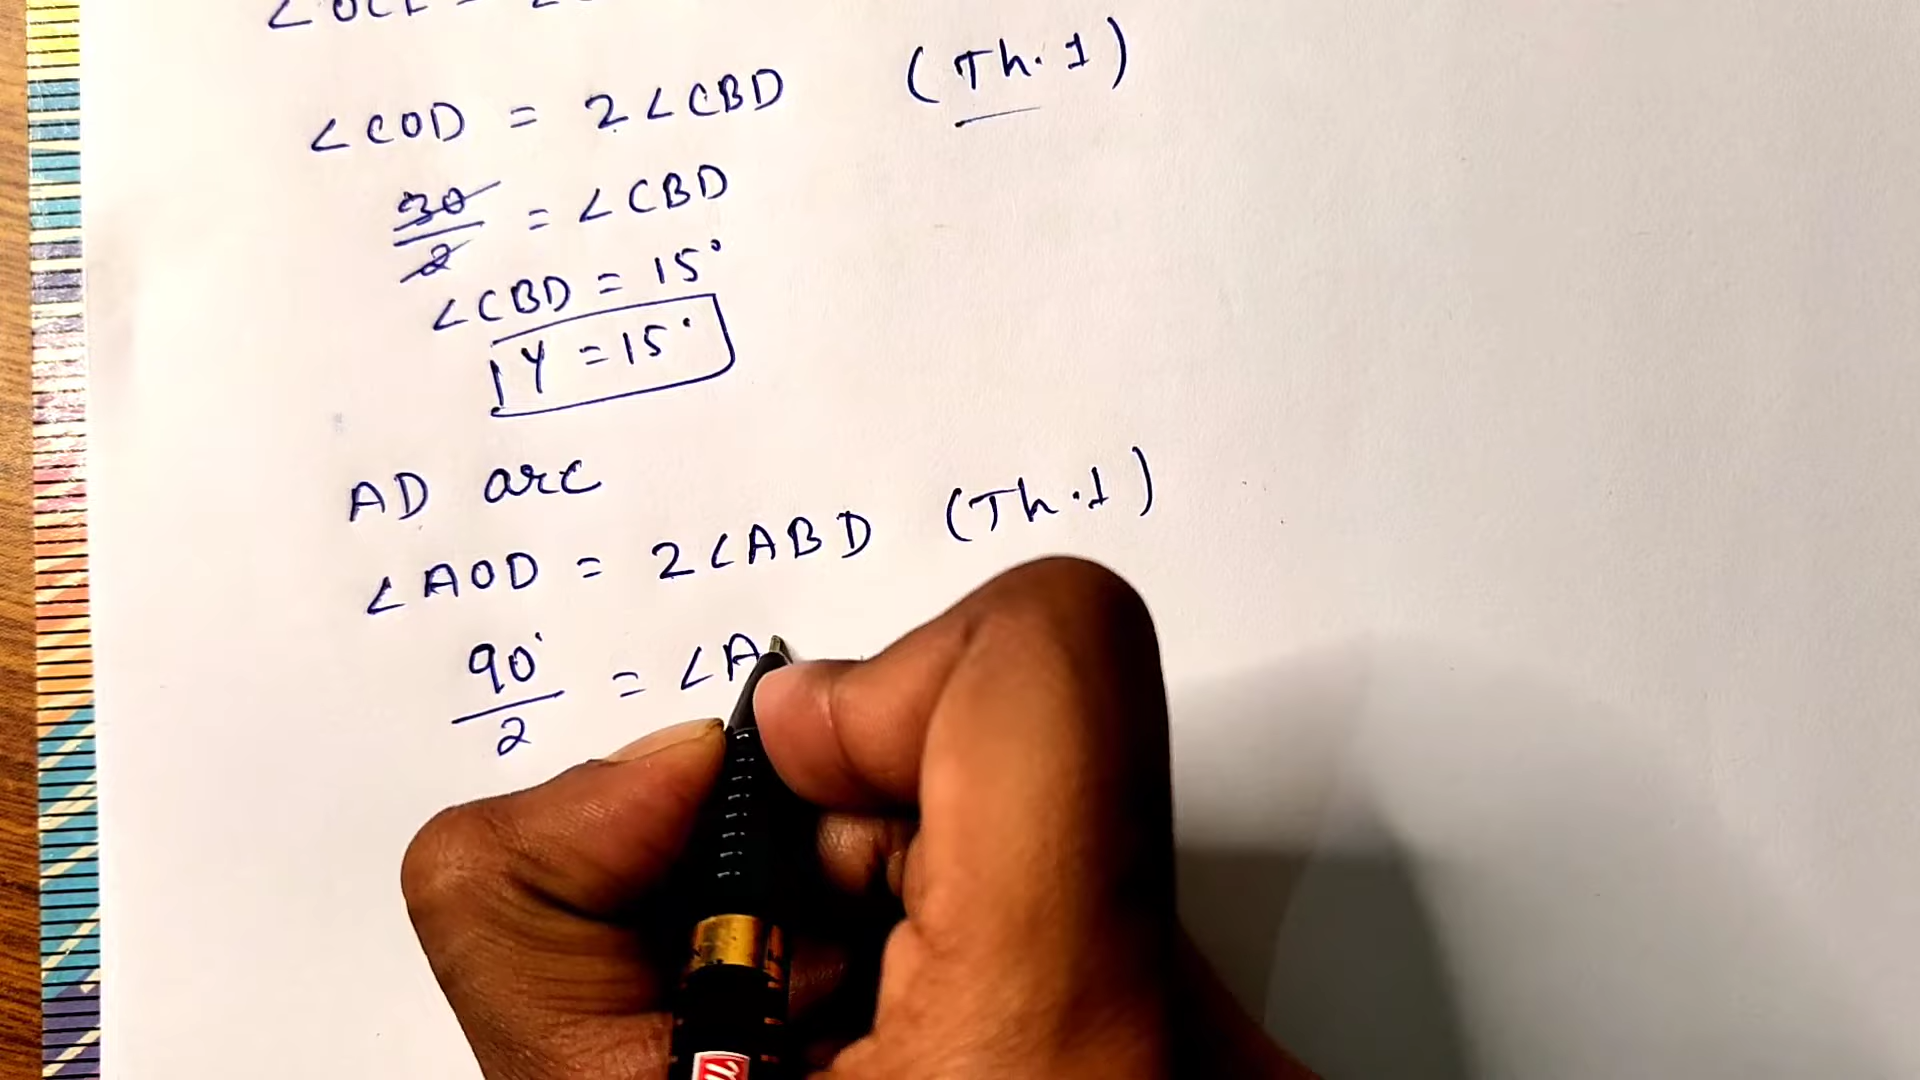 ∠COD = 2∠CBD (Th.1)
30/2 = ∠CBD
∠CBD = 15°
Y = 15°
AD arc
∠AOD = 2∠ABD (Th.1)
90°/2 = ∠A